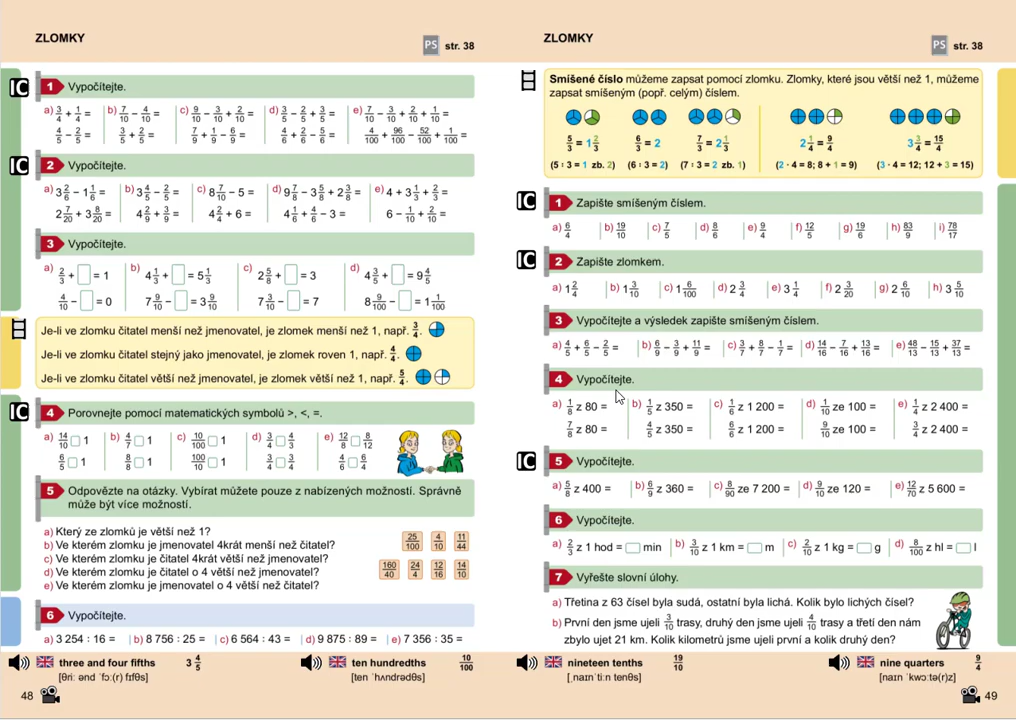 ZLOMKY
PS str. 38
1 Vypočítejte.
a) 3/4 + 1/4 = b) 7/10 − 4/10 = c) 9/10 − 3/10 + 2/10 = d) 3/5 − 2/5 + 3/5 = e) 7/10 − 3/10 + 2/10 + 1/10 =
4/5 − 2/5 = 3/5 + 2/5 = 7/9 + 1/9 − 6/9 = 4/6 + 2/6 − 5/6 = 4/100 + 96/100 − 52/100 + 1/100 =
2 Vypočítejte.
a) 3 2/6 − 1 1/6 = b) 3 4/5 − 2/5 = c) 8 7/10 − 5 = d) 9 7/8 − 3 5/8 + 2 3/8 = e) 4 + 3 1/3 + 2/3 =
2 7/20 + 3 8/20 = 4 2/9 + 3/9 = 4 2/4 + 6 = 4 1/6 + 4/6 − 3 = 6 − 1/10 + 2/10 =
3 Vypočítejte.
a) 2/3 + □ = 1 b) 4 1/3 + □ = 5 1/3 c) 2 5/8 + □ = 3 d) 4 3/5 + □ = 9 4/5
4/10 − □ = 0 7 9/10 − □ = 3 9/10 7 3/10 − □ = 7 8 9/100 − □ = 1 1/100
Je-li ve zlomku čitatel menší než jmenovatel, je zlomek menší než 1, např. 3/4.
Je-li ve zlomku čitatel stejný jako jmenovatel, je zlomek roven 1, např. 4/4.
Je-li ve zlomku čitatel větší než jmenovatel, je zlomek větší než 1, např. 5/4.
4 Porovnejte pomocí matematických symbolů >, <, =.
a) 14/10 □ 1 b) 4/7 □ 1 c) 10/100 □ 1 d) 3/4 □ 4/3 e) 12/8 □ 8/12
6/5 □ 1 8/8 □ 1 100/10 □ 1 3/4 □ 3/4 4/6 □ 6/4
5 Odpovězte na otázky. Vybírat můžete pouze z nabízených možností. Správně
může být více možností.
a) Který ze zlomků je větší než 1?
b) Ve kterém zlomku je jmenovatel 4krát menší než čitatel?
c) Ve kterém zlomku je čitatel 4krát větší než jmenovatel?
d) Ve kterém zlomku je čitatel o 4 větší než jmenovatel?
e) Ve kterém zlomku je jmenovatel o 4 větší než čitatel?
25/100 4/10 11/44
160/40 24/4 12/16 14/10
6 Vypočítejte.
a) 3 254 : 16 = b) 8 756 : 25 = c) 6 564 : 43 = d) 9 875 : 89 = e) 7 356 : 35 =
three and four fifths 3 4/5 ten hundredths 10/100
[θriː ənd ˈfɔː(r) fɪfθs] [ten ˈhʌndrədθs]
48
ZLOMKY
PS str. 38
Smíšené číslo můžeme zapsat pomocí zlomku. Zlomky, které jsou větší než 1, můžeme
zapsat smíšeným (popř. celým) číslem.
5/3 = 1 2/3 6/3 = 2 7/3 = 2 1/3 2 1/4 = 9/4 3 3/4 = 15/4
(5 : 3 = 1 zb. 2) (6 : 3 = 2) (7 : 3 = 2 zb. 1) (2 · 4 = 8; 8 + 1 = 9) (3 · 4 = 12; 12 + 3 = 15)
1 Zapište smíšeným číslem.
a) 6/4 b) 19/10 c) 7/5 d) 8/6 e) 9/4 f) 12/5 g) 19/6 h) 83/9 i) 78/17
2 Zapište zlomkem.
a) 1 2/4 b) 1 3/10 c) 1 6/100 d) 2 3/4 e) 3 1/4 f) 2 3/20 g) 2 6/10 h) 3 5/10
3 Vypočítejte a výsledek zapište smíšeným číslem.
a) 4/5 + 6/5 − 2/5 = b) 6/9 − 3/9 + 11/9 = c) 3/7 + 8/7 − 1/7 = d) 14/16 − 7/16 + 13/16 = e) 48/13 − 15/13 + 37/13 =
4 Vypočítejte.
a) 1/8 z 80 = b) 1/5 z 350 = c) 1/6 z 1 200 = d) 1/10 ze 100 = e) 1/4 z 2 400 =
7/8 z 80 = 4/5 z 350 = 6/6 z 1 200 = 9/10 ze 100 = 3/4 z 2 400 =
5 Vypočítejte.
a) 5/8 z 400 = b) 6/9 z 360 = c) 8/90 ze 7 200 = d) 9/10 ze 120 = e) 12/70 z 5 600 =
6 Vypočítejte.
a) 2/3 z 1 hod = □ min b) 3/10 z 1 km = □ m c) 2/10 z 1 kg = □ g d) 8/100 z hl = □ l
7 Vyřešte slovní úlohy.
a) Třetina z 63 čísel byla sudá, ostatní byla lichá. Kolik bylo lichých čísel?
b) První den jsme ujeli 3/10 trasy, druhý den jsme ujeli 4/10 trasy a třetí den nám
zbylo ujet 21 km. Kolik kilometrů jsme ujeli první a kolik druhý den?
nineteen tenths 19/10 nine quarters 9/4
[ˌnaɪnˈtiːn tenθs] [naɪn ˈkwɔːtə(r)z]
49